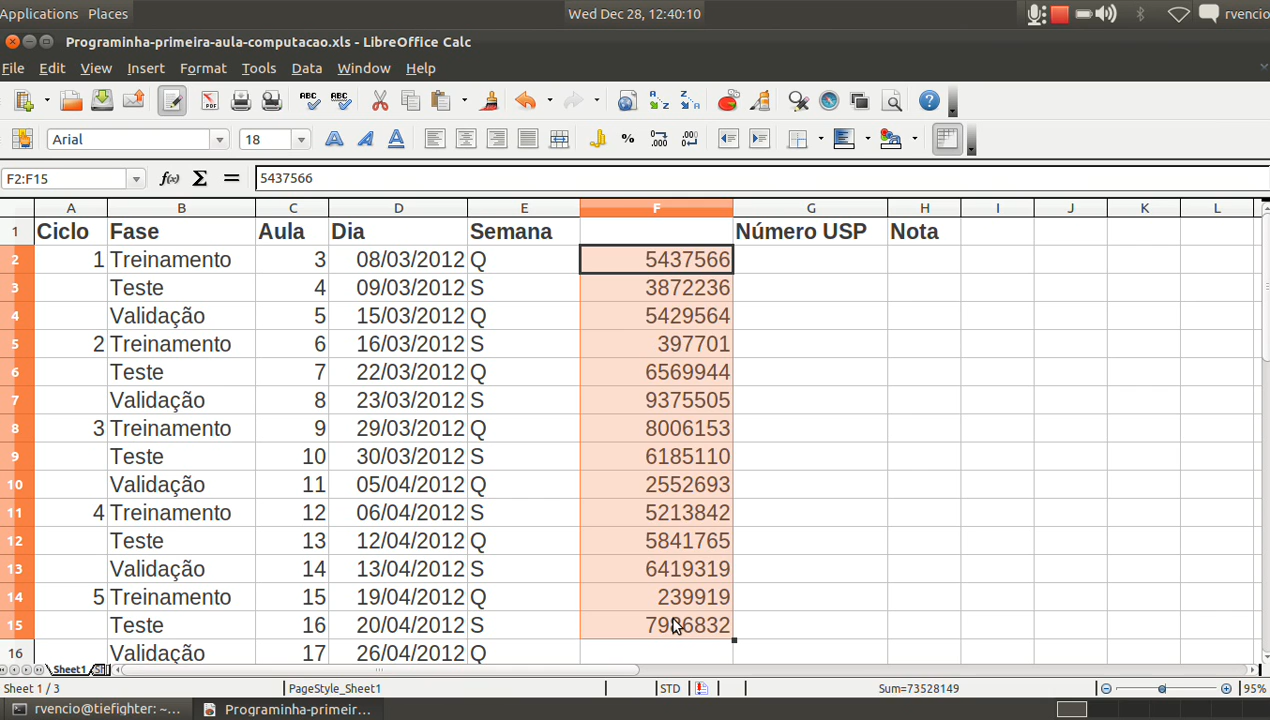 Applications Places Wed Dec 28, 12:40:10 rvencio
Programinha-primeira-aula-computacao.xls - LibreOffice Calc
File Edit View Insert Format Tools Data Window Help
Arial 18
F2:F15 5437566
A B C D E F G H I J K L
1 Ciclo Fase Aula Dia Semana Número USP Nota
2 1 Treinamento 3 08/03/2012 Q 5437566
3 Teste 4 09/03/2012 S 3872236
4 Validação 5 15/03/2012 Q 5429564
5 2 Treinamento 6 16/03/2012 S 397701
6 Teste 7 22/03/2012 Q 6569944
7 Validação 8 23/03/2012 S 9375505
8 3 Treinamento 9 29/03/2012 Q 8006153
9 Teste 10 30/03/2012 S 6185110
10 Validação 11 05/04/2012 Q 2552693
11 4 Treinamento 12 06/04/2012 S 5213842
12 Teste 13 12/04/2012 Q 5841765
13 Validação 14 13/04/2012 S 6419319
14 5 Treinamento 15 19/04/2012 Q 239919
15 Teste 16 20/04/2012 S
16 Validação 17 26/04/2012 Q
Sheet1
Sheet 1 / 3 PageStyle_Sheet1 STD Sum=73528149 95%
rvencio@tiefighter: ~... Programinha-primeir...